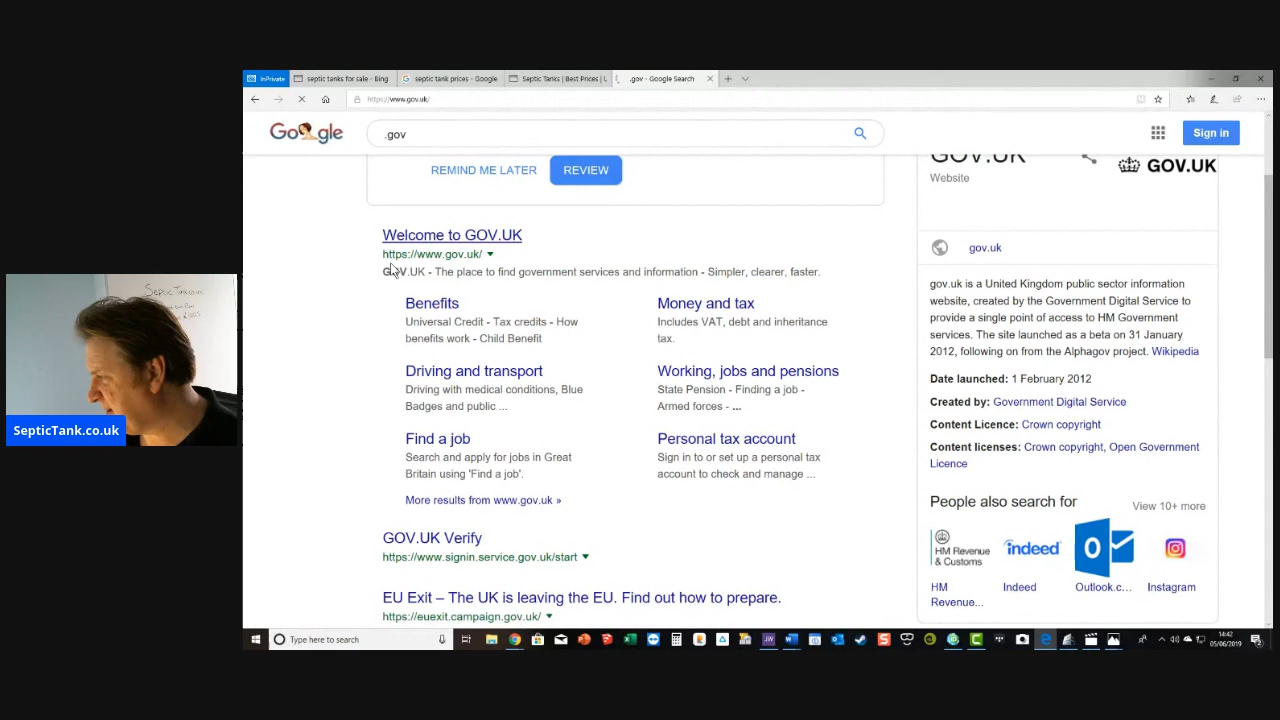 InPrivate
septic tanks for sale - Bing
septic tank prices - Google
Septic Tanks | Best Prices | U
.gov - Google Search
https://www.gov.uk/
Google
.gov
Sign in
REMIND ME LATER
REVIEW
Welcome to GOV.UK
https://www.gov.uk/
GOV.UK - The place to find government services and information - Simpler, clearer, faster.
Benefits
Universal Credit - Tax credits - How
benefits work - Child Benefit
Money and tax
Includes VAT, debt and inheritance
tax.
Driving and transport
Driving with medical conditions, Blue
Badges and public ...
Working, jobs and pensions
State Pension - Finding a job -
Armed forces - ...
Find a job
Search and apply for jobs in Great
Britain using 'Find a job'.
Personal tax account
Sign in to or set up a personal tax
account to check and manage ...
More results from www.gov.uk »
GOV.UK Verify
https://www.signin.service.gov.uk/start
EU Exit – The UK is leaving the EU. Find out how to prepare.
https://euexit.campaign.gov.uk/
GOV.UK
Website
GOV.UK
gov.uk
gov.uk is a United Kingdom public sector information
website, created by the Government Digital Service to
provide a single point of access to HM Government
services. The site launched as a beta on 31 January
2012, following on from the Alphagov project. Wikipedia
Date launched: 1 February 2012
Created by: Government Digital Service
Content Licence: Crown copyright
Content licenses: Crown copyright, Open Government
Licence
People also search for
View 10+ more
HM Revenue
& Customs
indeed
HM
Revenue...
Indeed
Outlook.c...
Instagram
SepticTank.co.uk
SepticTank.co.uk
Type here to search
14:42
05/06/2019